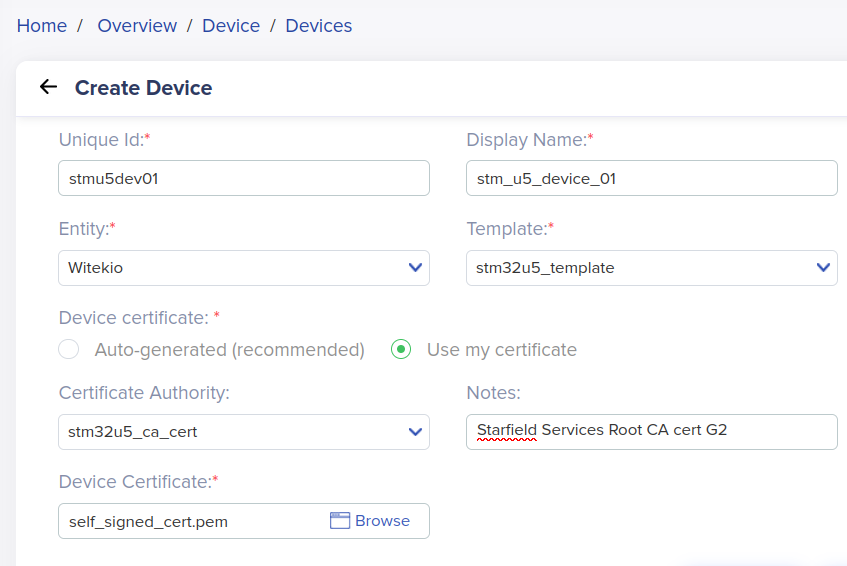 Home / Overview / Device / Devices
Create Device
Unique Id:* Display Name:*
stmu5dev01 stm_u5_device_01
Entity:* Template:*
Witekio stm32u5_template
Device certificate: *
Auto-generated (recommended) Use my certificate
Certificate Authority: Notes:
stm32u5_ca_cert Starfield Services Root CA cert G2
Device Certificate:*
self_signed_cert.pem Browse